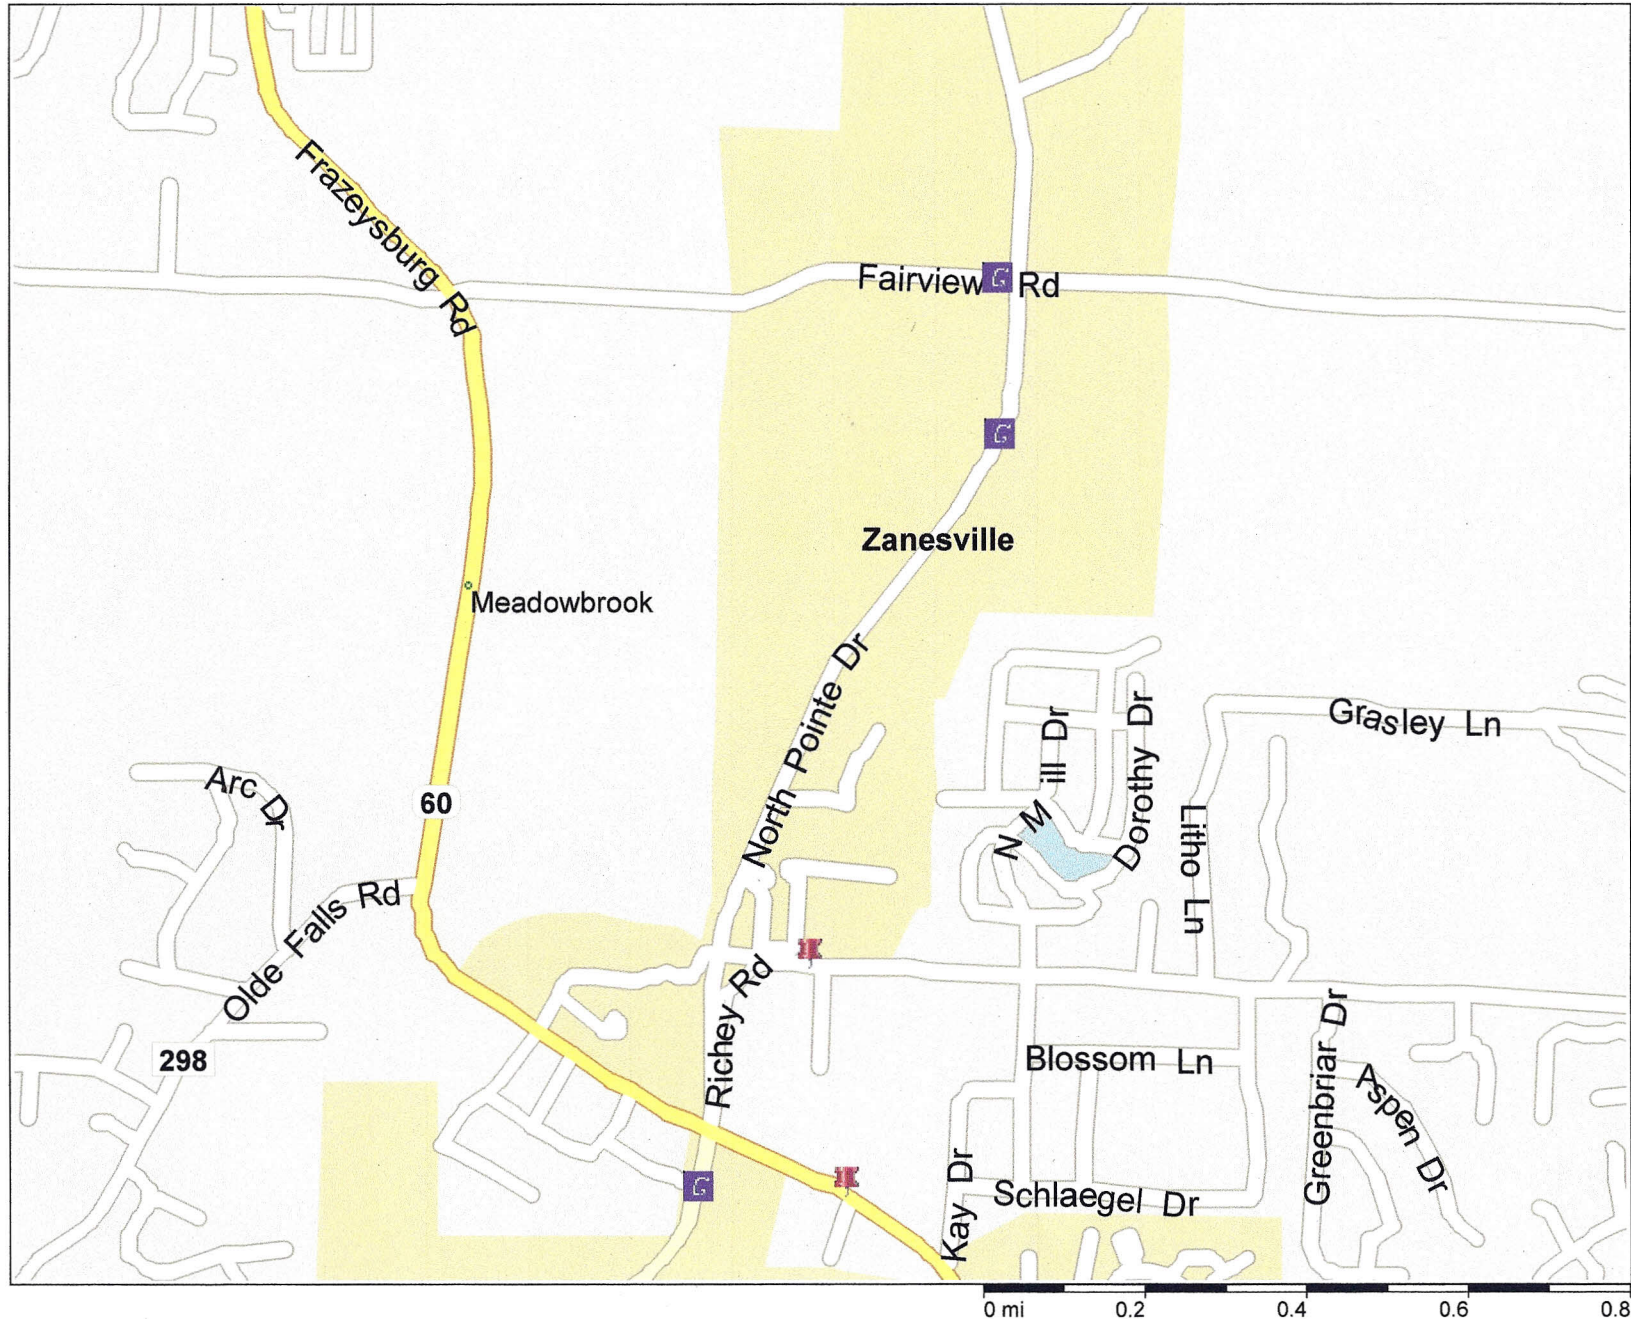 Frazeysburg Rd
Fairview Rd
G
G
Zanesville
Meadowbrook
North Pointe Dr
N Mill Dr
Dorothy Dr
Grasley Ln
Litho Ln
Arc Dr
60
Olde Falls Rd
298
Richey Rd
Blossom Ln
Greenbriar Dr
Aspen Dr
G
Kay Dr
Schlaegel Dr
0 mi 0.2 0.4 0.6 0.8